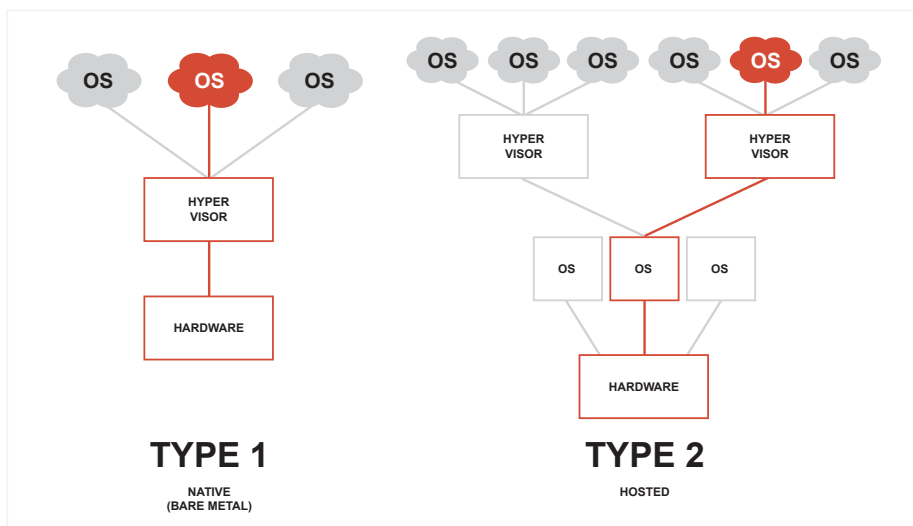 OS
OS
OS
HYPER
VISOR
HARDWARE
TYPE 1
NATIVE
(BARE METAL)
OS
OS
OS
OS
OS
OS
HYPER
VISOR
HYPER
VISOR
OS
OS
OS
HARDWARE
TYPE 2
HOSTED